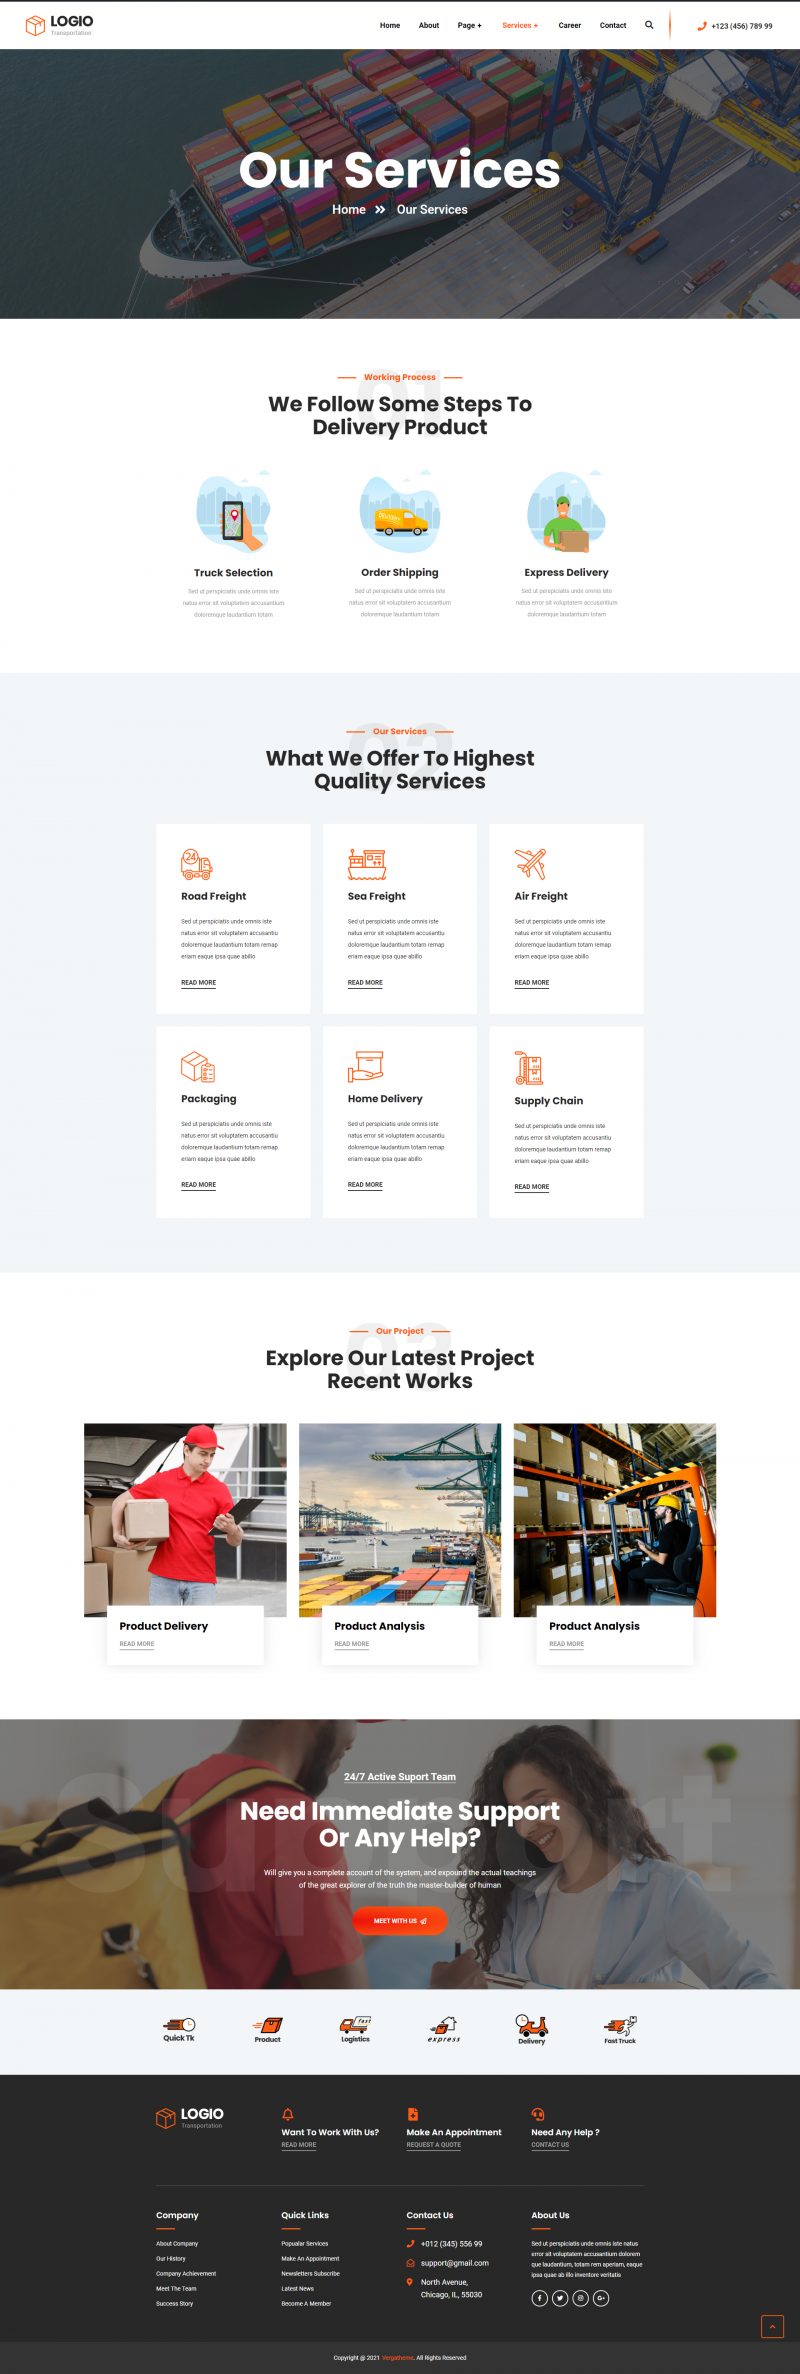 LOGIO
Transportation
Home About Page + Services + Career Contact
+123 (456) 789 99
Our Services
Home Our Services
01
Working Process
We Follow Some Steps To
Delivery Product
DELIVERY
Truck Selection
Sed ut perspiciatis unde omnis iste
natus error sit voluptatem accusantium
doloremque laudantium totam
Order Shipping
Sed ut perspiciatis unde omnis iste
natus error sit voluptatem accusantium
doloremque laudantium totam
Express Delivery
Sed ut perspiciatis unde omnis iste
natus error sit voluptatem accusantium
doloremque laudantium totam
02
Our Services
What We Offer To Highest
Quality Services
24
Road Freight
Sed ut perspiciatis unde omnis iste
natus error sit voluptatem accusantiu
doloremque laudantium totam remap
eriam eaque ipsa quae abillo
READ MORE
Sea Freight
Sed ut perspiciatis unde omnis iste
natus error sit voluptatem accusantiu
doloremque laudantium totam remap
eriam eaque ipsa quae abillo
READ MORE
Air Freight
Sed ut perspiciatis unde omnis iste
natus error sit voluptatem accusantiu
doloremque laudantium totam remap
eriam eaque ipsa quae abillo
READ MORE
Packaging
Sed ut perspiciatis unde omnis iste
natus error sit voluptatem accusantiu
doloremque laudantium totam remap
eriam eaque ipsa quae abillo
READ MORE
Home Delivery
Sed ut perspiciatis unde omnis iste
natus error sit voluptatem accusantiu
doloremque laudantium totam remap
eriam eaque ipsa quae abillo
READ MORE
Supply Chain
Sed ut perspiciatis unde omnis iste
natus error sit voluptatem accusantiu
doloremque laudantium totam remap
eriam eaque ipsa quae abillo
READ MORE
03
Our Project
Explore Our Latest Project
Recent Works
Product Delivery
READ MORE
Product Analysis
READ MORE
Product Analysis
READ MORE
Support
24/7 Active Suport Team
Need Immediate Support
Or Any Help?
Will give you a complete account of the system, and expound the actual teachings
of the great explorer of the truth the master-builder of human
MEET WITH US
Quick Tk
Product
fast
Logistics
express
Delivery
Fast Truck
LOGIO
Transportation
Want To Work With Us?
READ MORE
Make An Appointment
REQUEST A QUOTE
Need Any Help ?
CONTACT US
Company
About Company
Our History
Company Achievement
Meet The Team
Success Story
Quick Links
Popualar Services
Make An Appointment
Newsletters Subscribe
Latest News
Become A Member
Contact Us
+012 (345) 556 99
support@gmail.com
North Avenue,
Chicago, IL, 55030
About Us
Sed ut perspiciatis unde omnis iste natus
error sit voluptatem accusantium dolorem
que laudantium, totam rem aperiam, eaque
ipsa quae ab illo inventore veritatis
Copyright @ 2021 Vergatheme. All Rights Reserved